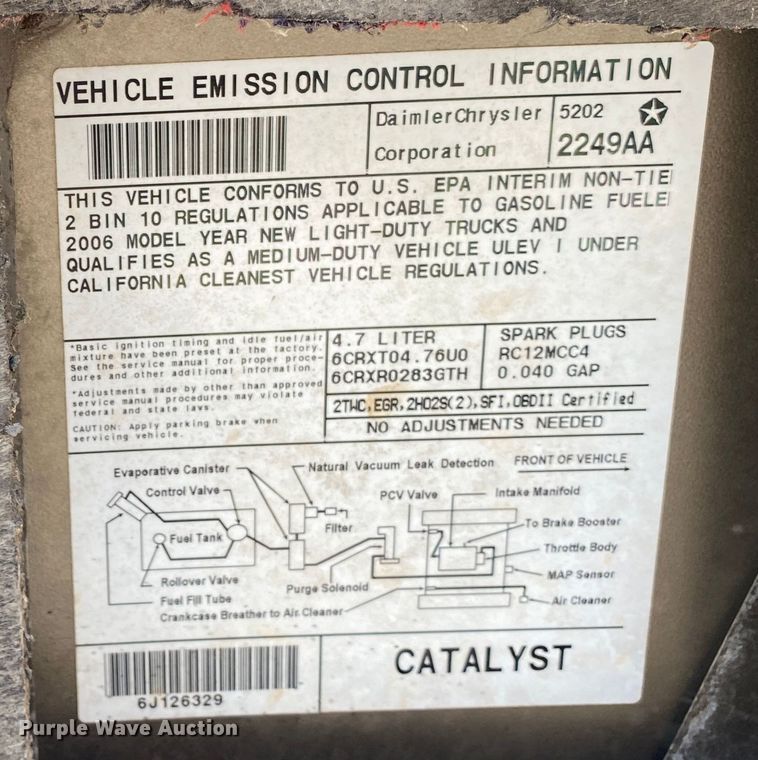 VEHICLE EMISSION CONTROL INFORMATION
DaimlerChrysler
Corporation
5202
2249AA
THIS VEHICLE CONFORMS TO U.S. EPA INTERIM NON-TIE
2 BIN 10 REGULATIONS APPLICABLE TO GASOLINE FUELE
2006 MODEL YEAR NEW LIGHT-DUTY TRUCKS AND
QUALIFIES AS A MEDIUM-DUTY VEHICLE ULEV I UNDER
CALIFORNIA CLEANEST VEHICLE REGULATIONS.
*Basic ignition timing and idle fuel/air
mixture have been preset at the factory.
See the service manual for proper proce-
dures and other additional information.
*Adjustments made by other than approved
service manual procedures may violate
federal and state laws.
CAUTION: Apply parking brake when
servicing vehicle.
4.7 LITER
6CRXT04.76U0
6CRXR0283GTH
SPARK PLUGS
RC12MCC4
0.040 GAP
2TWC,EGR,2HO2S(2),SFI,OBDII Certified
NO ADJUSTMENTS NEEDED
Evaporative Canister
Natural Vacuum Leak Detection
FRONT OF VEHICLE
Control Valve
PCV Valve
Intake Manifold
Filter
To Brake Booster
Fuel Tank
Throttle Body
Rollover Valve
Purge Solenoid
MAP Sensor
Fuel Fill Tube
Air Cleaner
Crankcase Breather to Air Cleaner
6J126329
CATALYST
Purple Wave Auction